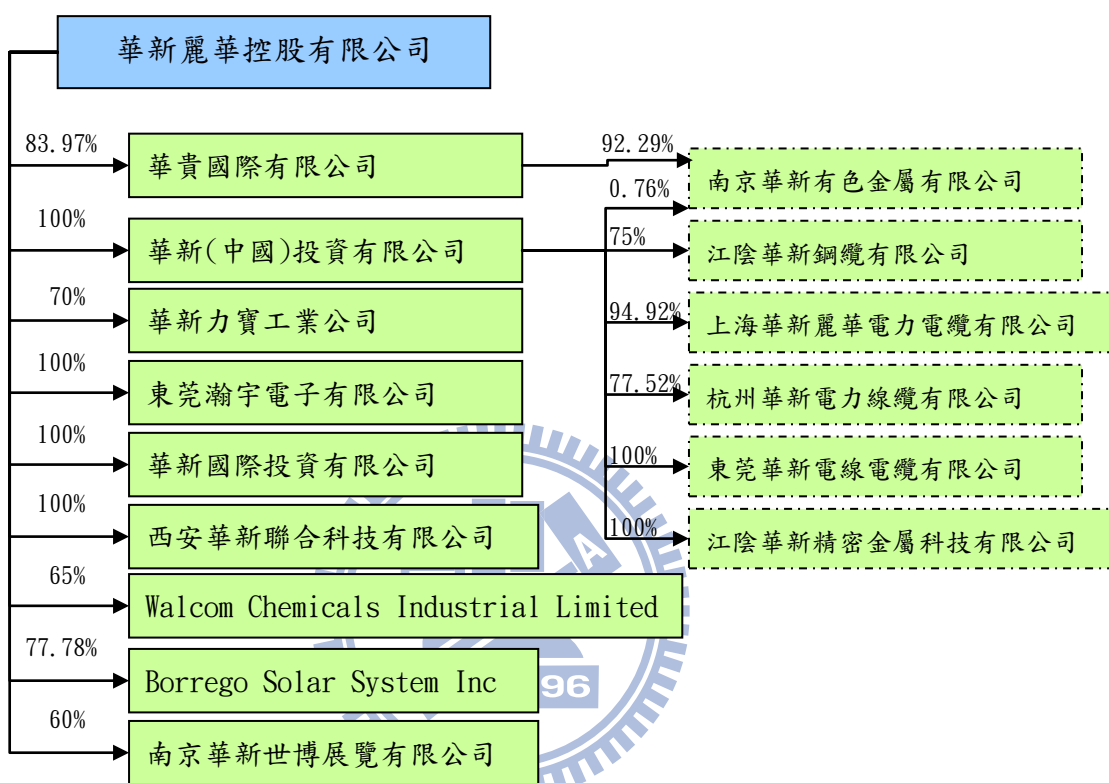 華新麗華控股有限公司
83.97%
華貴國際有限公司
92.29%
南京華新有色金屬有限公司
0.76%
100%
華新(中國)投資有限公司
75%
江陰華新鋼纜有限公司
70%
華新力寶工業公司
94.92%
上海華新麗華電力電纜有限公司
100%
東莞瀚宇電子有限公司
77.52%
杭州華新電力線纜有限公司
100%
華新國際投資有限公司
100%
東莞華新電線電纜有限公司
100%
西安華新聯合科技有限公司
100%
江陰華新精密金屬科技有限公司
65%
Walcom Chemicals Industrial Limited
77.78%
Borrego Solar System Inc
60%
南京華新世博展覽有限公司
A
96